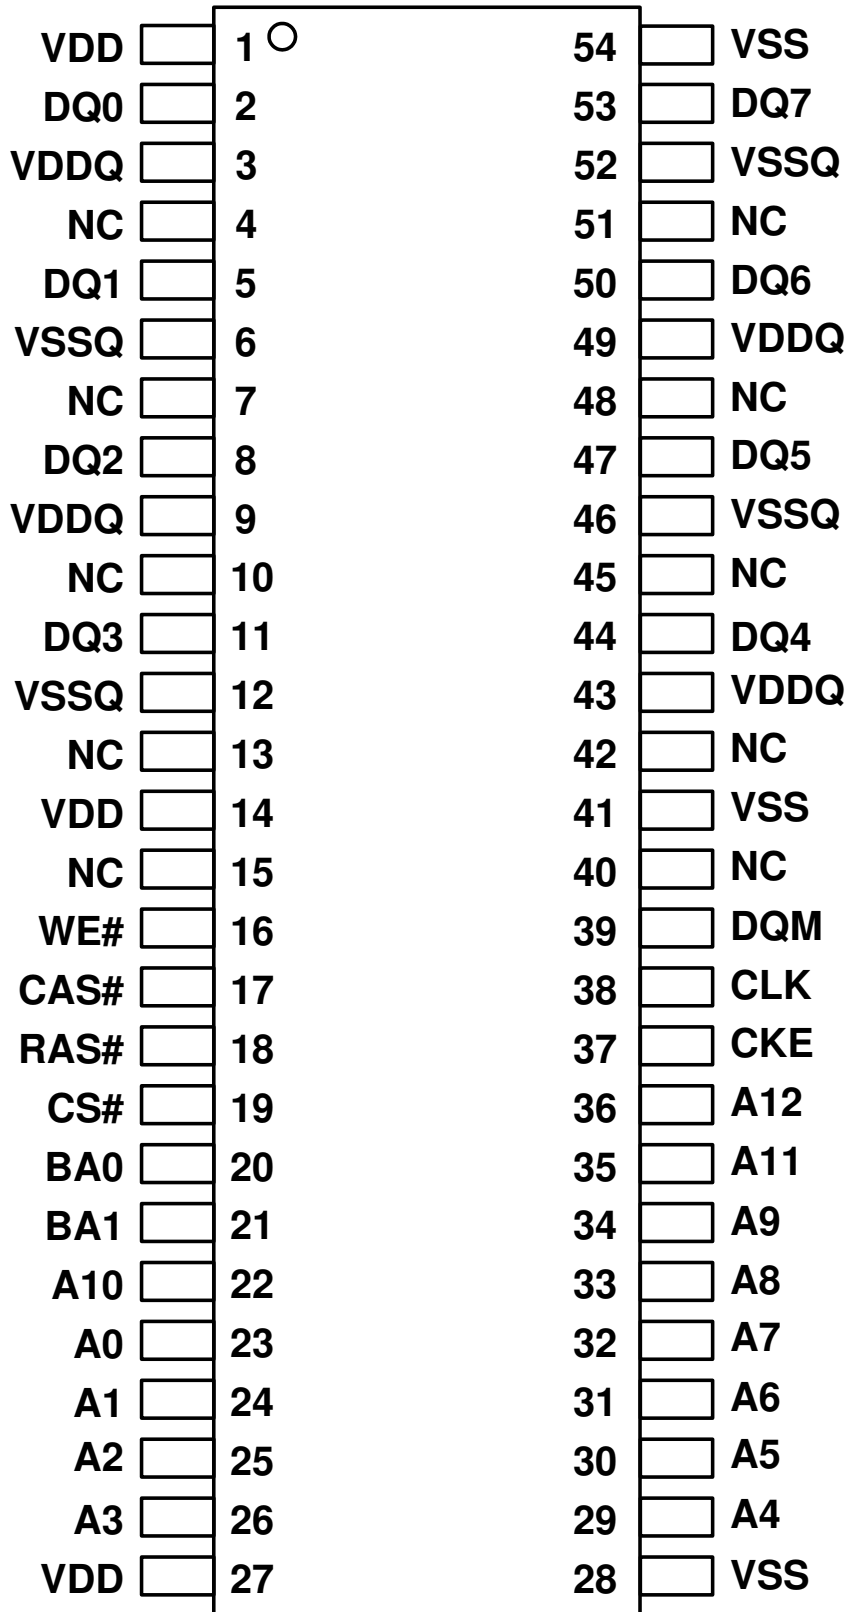 VDD 1 54 VSS
DQ0 2 53 DQ7
VDDQ 3 52 VSSQ
NC 4 51 NC
DQ1 5 50 DQ6
VSSQ 6 49 VDDQ
NC 7 48 NC
DQ2 8 47 DQ5
VDDQ 9 46 VSSQ
NC 10 45 NC
DQ3 11 44 DQ4
VSSQ 12 43 VDDQ
NC 13 42 NC
VDD 14 41 VSS
NC 15 40 NC
WE# 16 39 DQM
CAS# 17 38 CLK
RAS# 18 37 CKE
CS# 19 36 A12
BA0 20 35 A11
BA1 21 34 A9
A10 22 33 A8
A0 23 32 A7
A1 24 31 A6
A2 25 30 A5
A3 26 29 A4
VDD 27 28 VSS